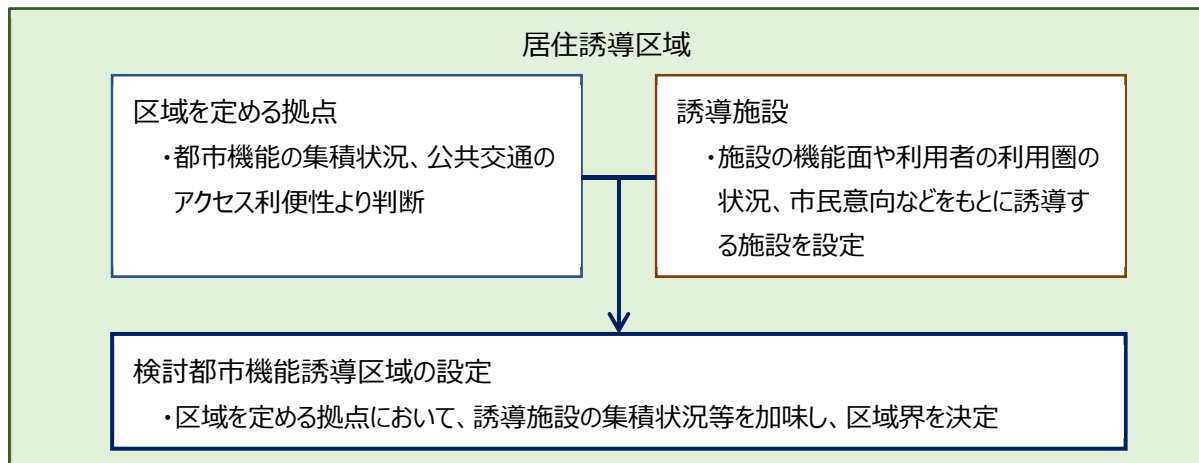 居住誘導区域
区域を定める拠点
・都市機能の集積状況、公共交通の
アクセス利便性より判断
誘導施設
・施設の機能面や利用者の利用圏の
状況、市民意向などをもとに誘導す
る施設を設定
検討都市機能誘導区域の設定
・区域を定める拠点において、誘導施設の集積状況等を加味し、区域界を決定